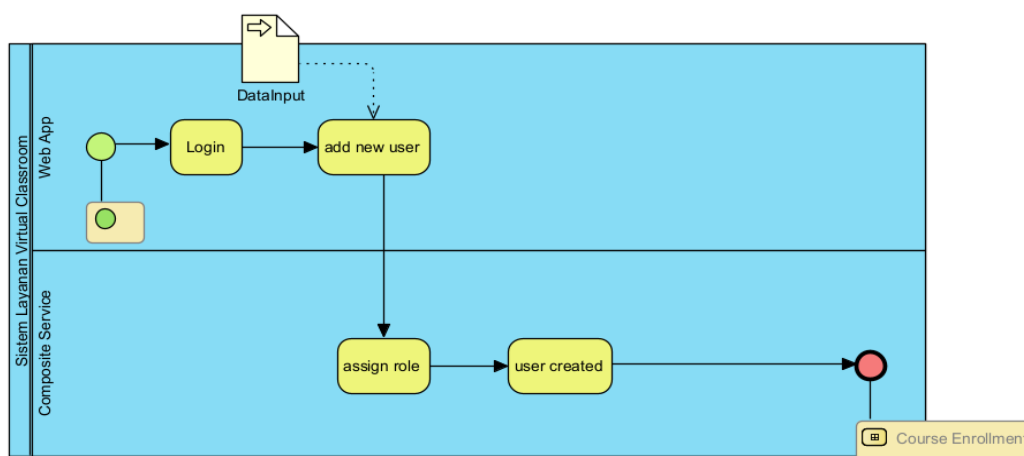 DataInput
Sistem Layanan Virtual Classroom
Web App
Login
add new user
Composite Service
assign role
user created
Course Enrollment